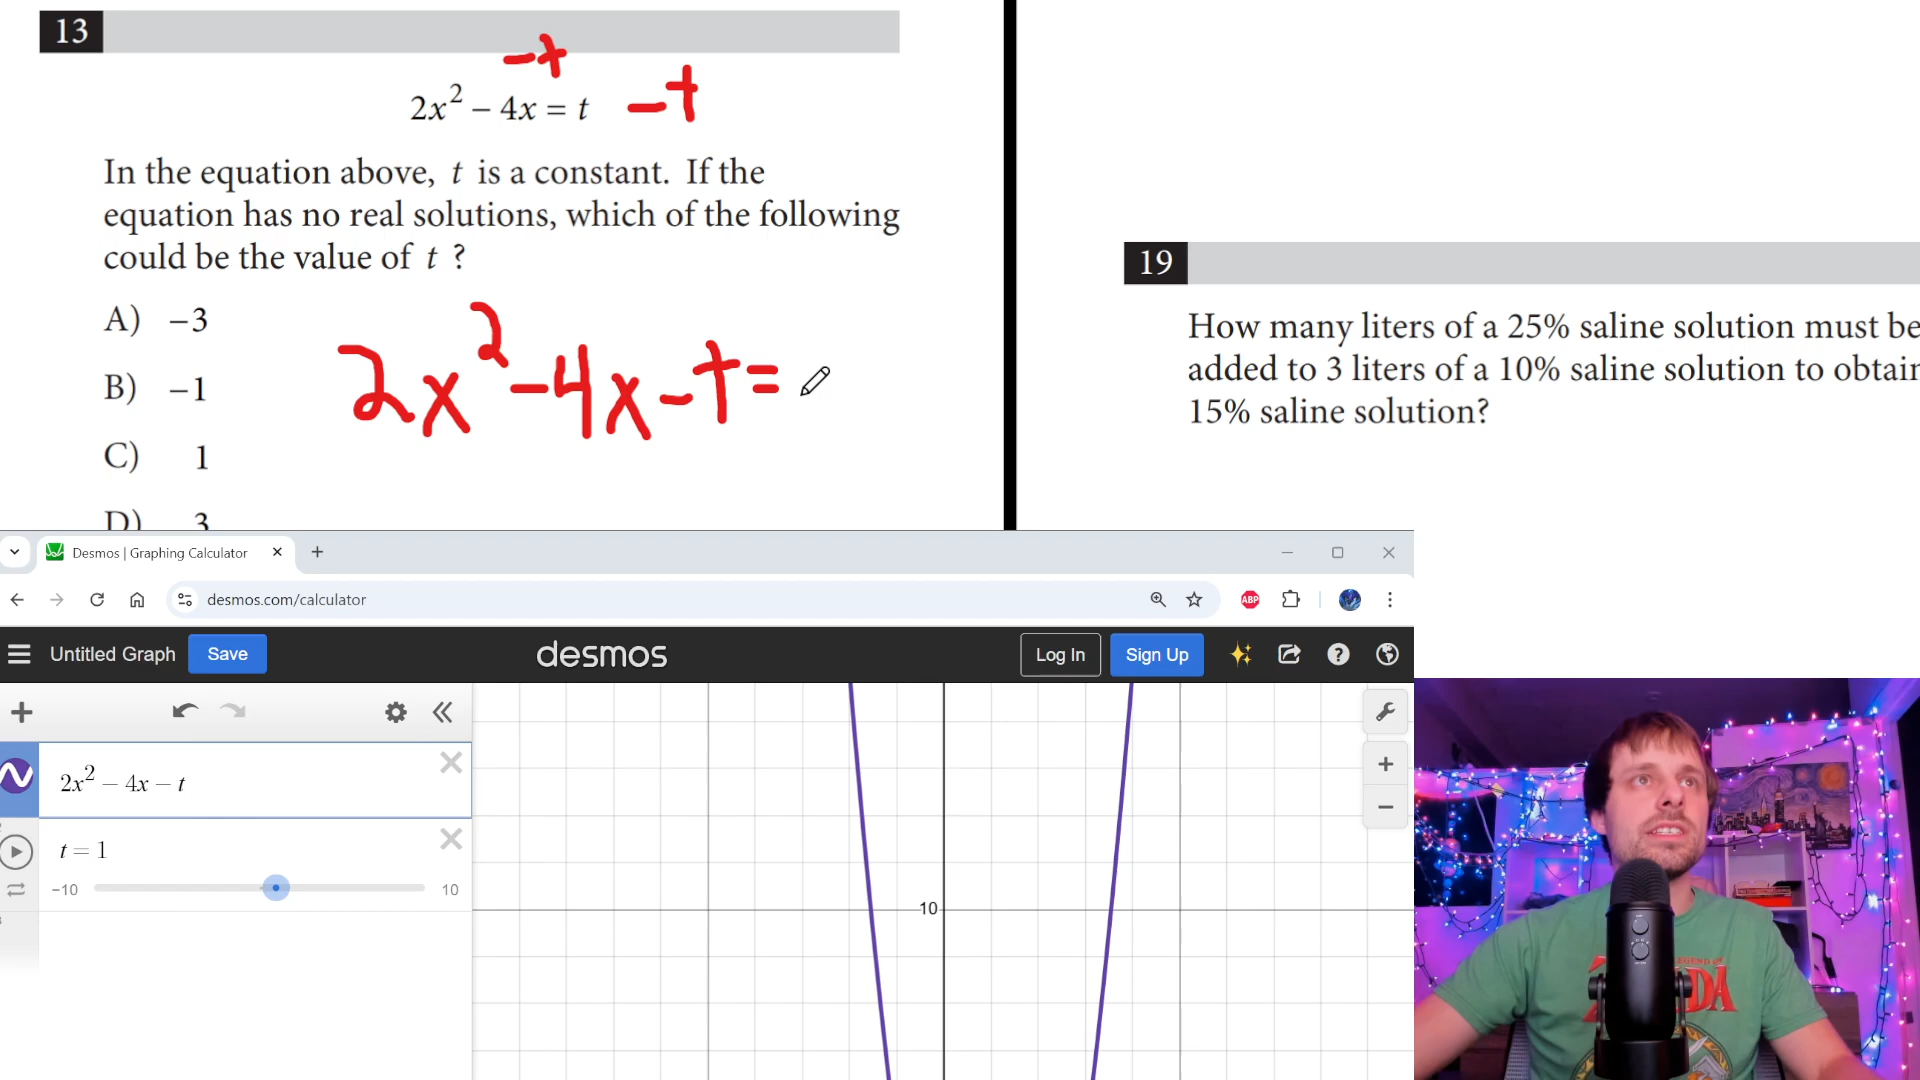 13
−t
2x² − 4x = t −t
In the equation above, t is a constant. If the
equation has no real solutions, which of the following
could be the value of t ?
A) −3
B) −1
C) 1
D) 3
2x²−4x−t=
19
How many liters of a 25% saline solution must be
added to 3 liters of a 10% saline solution to obtain
15% saline solution?
Desmos | Graphing Calculator
desmos.com/calculator
ABP
Untitled Graph Save desmos Log In Sign Up
2x² − 4x − t
t = 1
−10 10
10
LEGEND OF